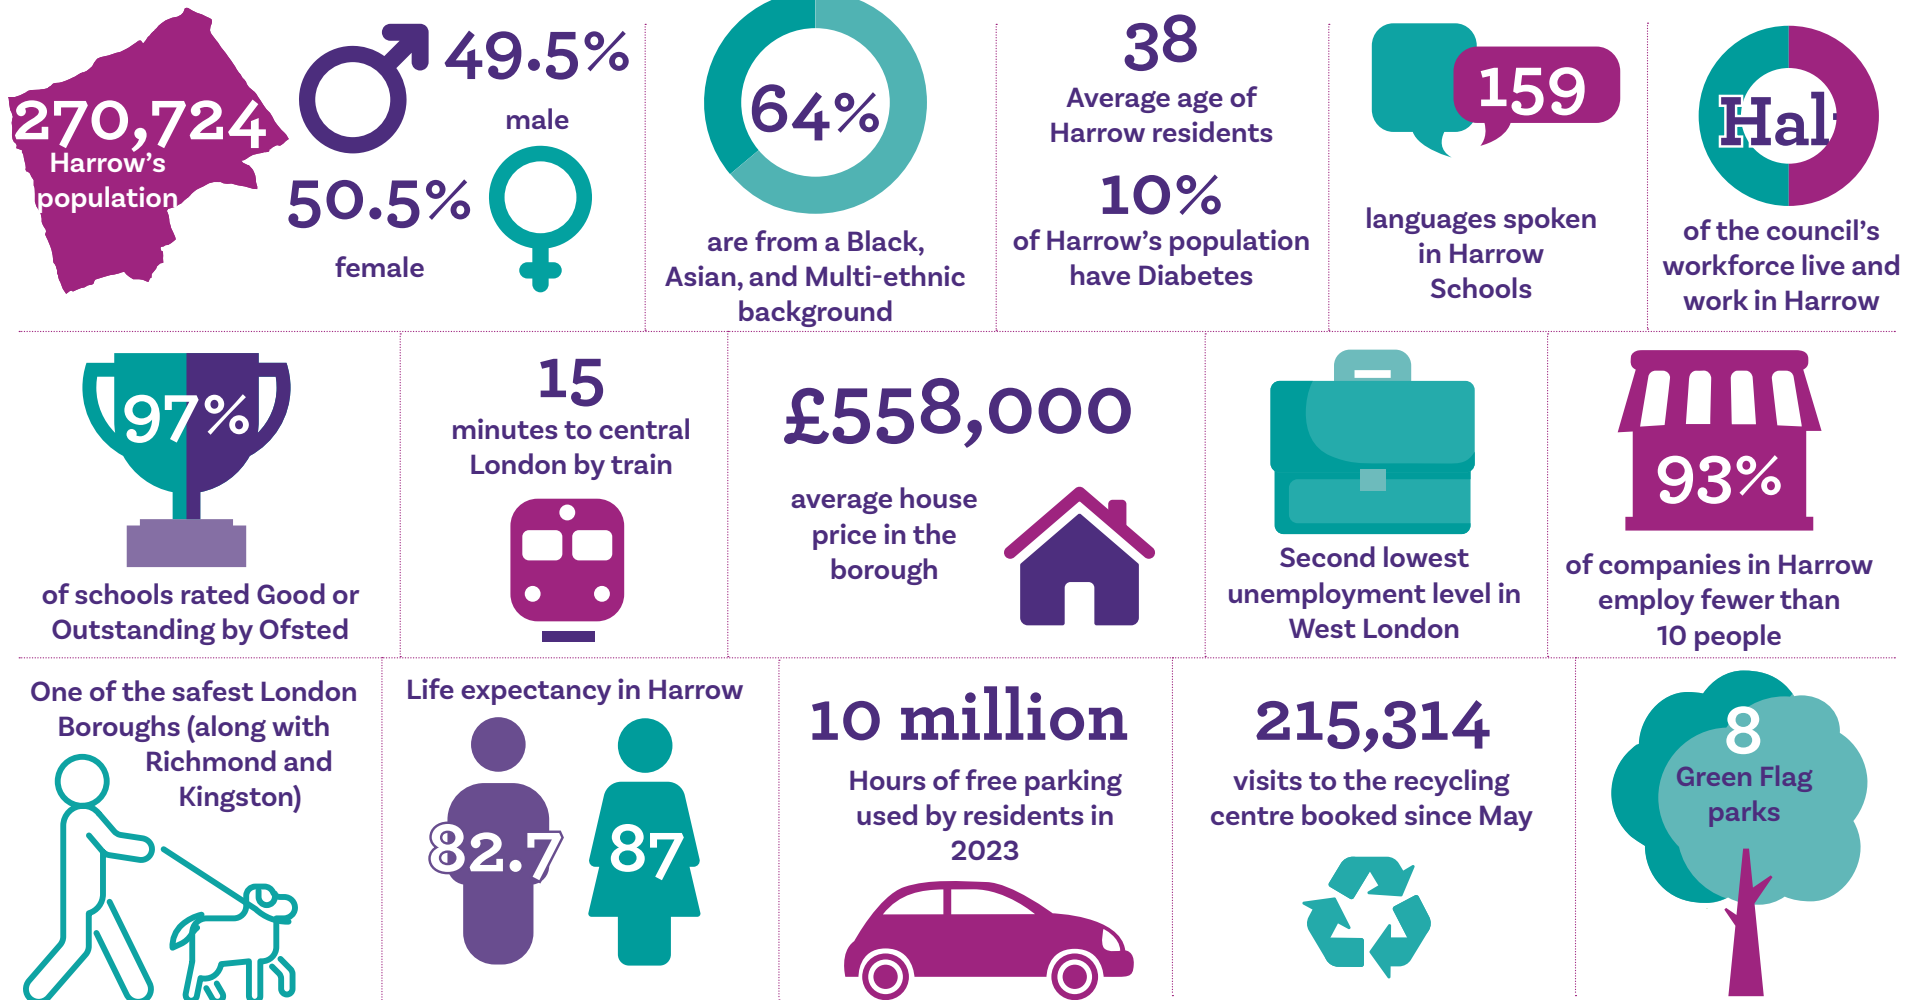 270,724
Harrow's
population
49.5%
male
50.5%
female
64%
are from a Black,
Asian, and Multi-ethnic
background
38
Average age of
Harrow residents
10%
of Harrow's population
have Diabetes
159
languages spoken
in Harrow
Schools
Hal
of the council's
workforce live and
work in Harrow
97%
of schools rated Good or
Outstanding by Ofsted
15
minutes to central
London by train
£558,000
average house
price in the
borough
Second lowest
unemployment level in
West London
93%
of companies in Harrow
employ fewer than
10 people
One of the safest London
Boroughs (along with
Richmond and
Kingston)
Life expectancy in Harrow
82.7
87
10 million
Hours of free parking
used by residents in
2023
215,314
visits to the recycling
centre booked since May
8
Green Flag
parks